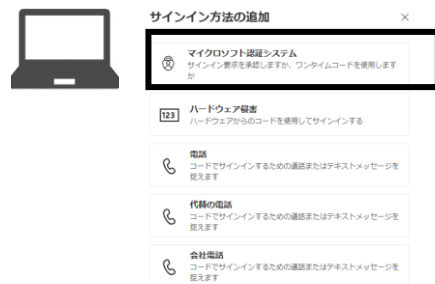 サインイン方法の追加
マイクロソフト認証システム
サインイン要求を承認しますか、ワンタイムコードを使用します
か
123
ハードウェア侵害
ハードウェアからのコードを使用してサインインする
電話
コードでサインインするための通話またはテキストメッセージを
捉えます
代替の電話
コードでサインインするための通話またはテキストメッセージを
捉えます
会社電話
コードでサインインするための通話またはテキストメッセージを
捉えます